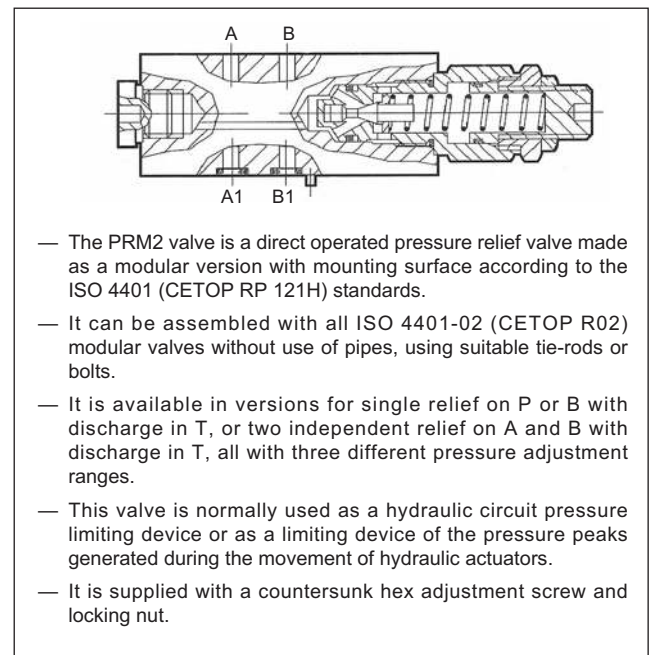 A B
A1 B1
— The PRM2 valve is a direct operated pressure relief valve made
as a modular version with mounting surface according to the
ISO 4401 (CETOP RP 121H) standards.
— It can be assembled with all ISO 4401-02 (CETOP R02)
modular valves without use of pipes, using suitable tie-rods or
bolts.
— It is available in versions for single relief on P or B with
discharge in T, or two independent relief on A and B with
discharge in T, all with three different pressure adjustment
ranges.
— This valve is normally used as a hydraulic circuit pressure
limiting device or as a limiting device of the pressure peaks
generated during the movement of hydraulic actuators.
— It is supplied with a countersunk hex adjustment screw and
locking nut.